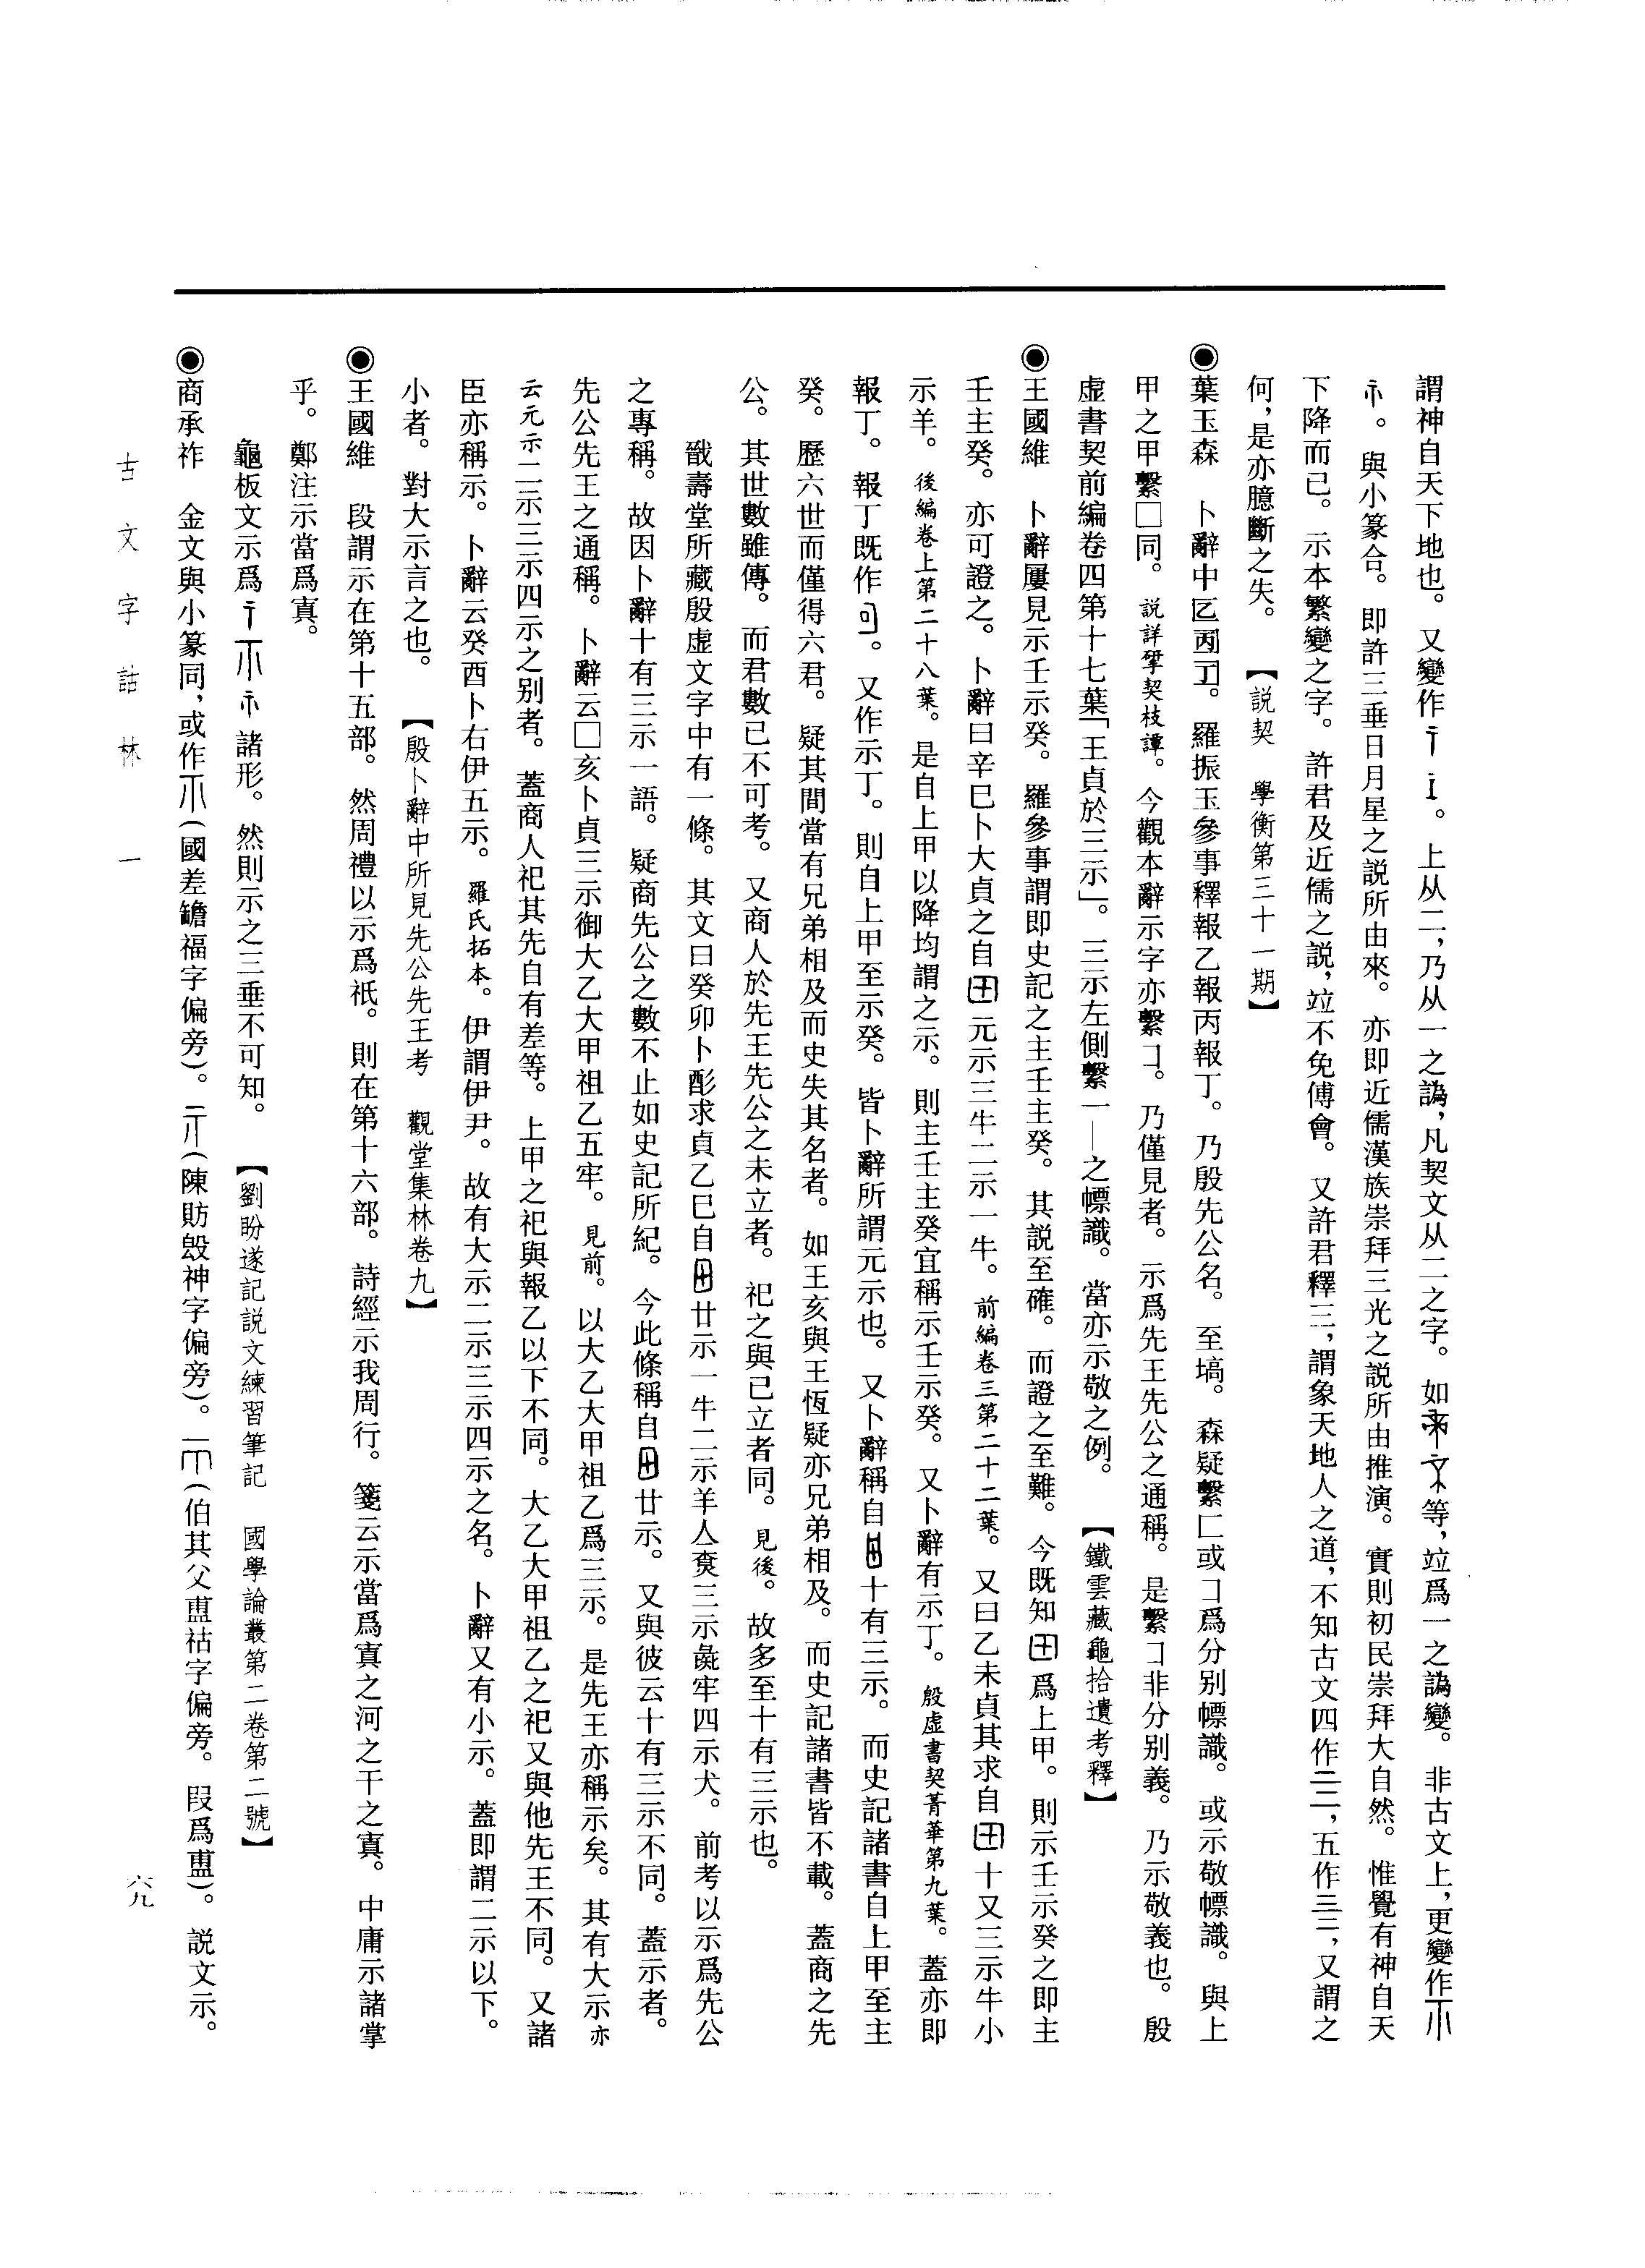 謂神自天下地也。又變作。上从二，乃从一之譌，凡契文从二之字。如等，竝爲一之譌變。非古文上，更變作
。與小篆合。即許三垂日月星之説所由來。亦即近儒漢族崇拜三光之説所由推演。實則初民崇拜大自然。惟覺有神自天
下降而已。示本繁變之字。許君及近儒之説，竝不免傅會。又許君釋三，謂象天地人之道，不知古文四作亖，五作，又謂之
何，是亦臆斷之失。【説契　學衡第三十一期】
◉葉玉森　卜辭中。羅振玉參事釋報乙報丙報丁。乃殷先公名。至塙。森疑繫匚或コ爲分别幖識。或示敬幖識。與上
甲之甲繫囗同。説詳揅契枝譚。今觀本辭示字亦繫コ。乃僅見者。示爲先王先公之通稱。是繫コ非分别義。乃示敬義也。殷
虛書契前編卷四第十七葉「王貞於三示」。三示左側繫一｜之幖識。當亦示敬之例。【鐵雲藏龜拾遺考釋】
◉王國維　卜辭屢見示壬示癸。羅參事謂即史記之主壬主癸。其説至確。而證之至難。今既知田爲上甲。則示壬示癸之即主
壬主癸。亦可證之。卜辭曰辛巳卜大貞之自田元示三牛二示一牛。前編卷三第二十二葉。又曰乙未貞其求自田十又三示牛小
示羊。後編卷上第二十八葉。是自上甲以降均謂之示。則主壬主癸宜稱示壬示癸。又卜辭有示丁。殷虛書契菁華第九葉。蓋亦即
報丁。報丁既作。又作示丁。則自上甲至示癸。皆卜辭所謂元示也。又卜辭稱自田十有三示。而史記諸書自上甲至主
癸。歷六世而僅得六君。疑其間當有兄弟相及而史失其名者。如王亥與王恆疑亦兄弟相及。而史記諸書皆不載。蓋商之先
公。其世數雖傳。而君數已不可考。又商人於先王先公之未立者。祀之與已立者同。見後。故多至十有三示也。
戩壽堂所藏殷虛文字中有一條。其文曰癸卯卜酌求貞乙巳自田廿示一牛二示羊三示彘牢四示犬。前考以示爲先公
之專稱。故因卜辭十有三示一語。疑商先公之數不止如史記所紀。今此條稱自田廿示。又與彼云十有三示不同。蓋示者。
先公先王之通稱。卜辭云囗亥卜貞三示御大乙大甲祖乙五牢。見前。以大乙大甲祖乙爲三示。是先王亦稱示矣。其有大示亦
云元示二示三示四示之别者。蓋商人祀其先自有差等。上甲之祀與報乙以下不同。大乙大甲祖乙之祀又與他先王不同。又諸
臣亦稱示。卜辭云癸酉卜右伊五示。羅氏拓本。伊謂伊尹。故有大示二示三示四示之名。卜辭又有小示。蓋即謂二示以下。
小者。對大示言之也。【殷卜辭中所見先公先王考　觀堂集林卷九】
◉王國維　段謂示在第十五部。然周禮以示爲祇。則在第十六部。詩經示我周行。箋云示當爲寘之河之干之寘。中庸示諸掌
乎。鄭注示當爲寘。
龜板文示爲諸形。然則示之三垂不可知。【劉盼遂記説文練習筆記　國學論叢第二卷第二號】
◉商承祚　金文與小篆同，或作（國差䥘福字偏旁）。（陳肪殷神字偏旁）。（伯其父𠤳祜字偏旁。叚爲𠤳）。説文示。
古文字詁林　一
六九